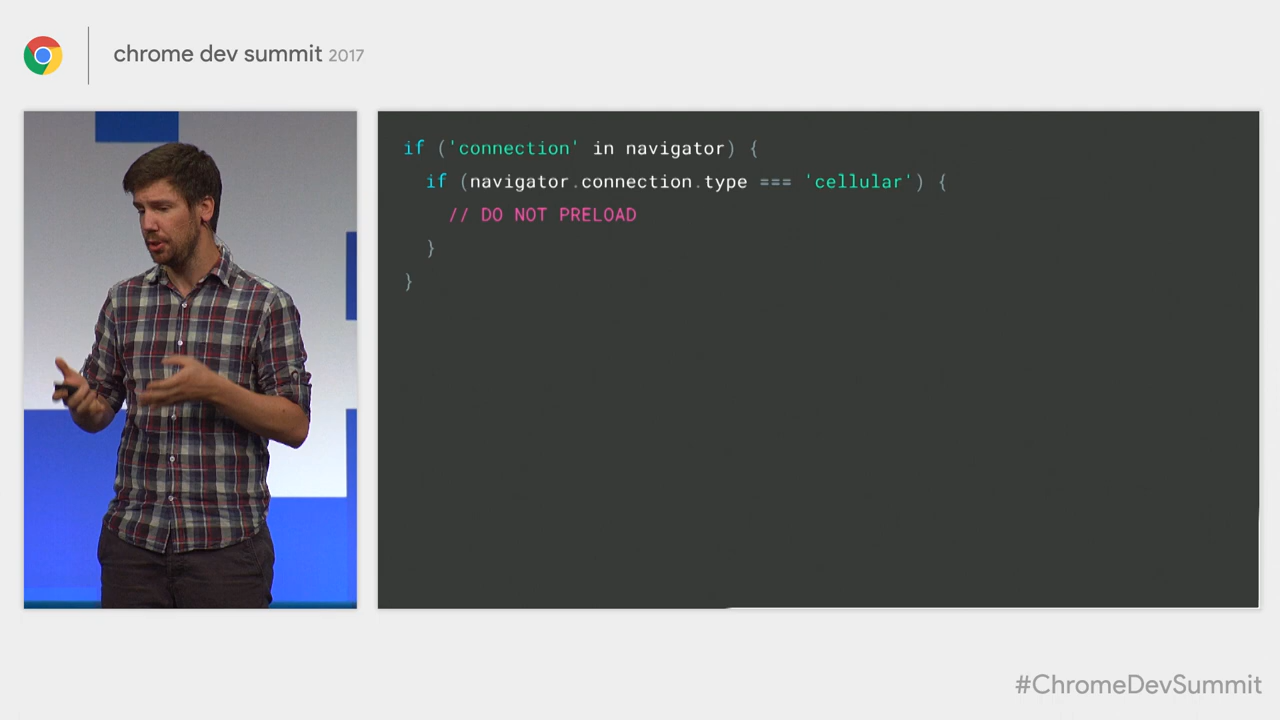 chrome dev summit 2017
if ('connection' in navigator) {
if (navigator.connection.type === 'cellular') {
// DO NOT PRELOAD
}
}
#ChromeDevSummit